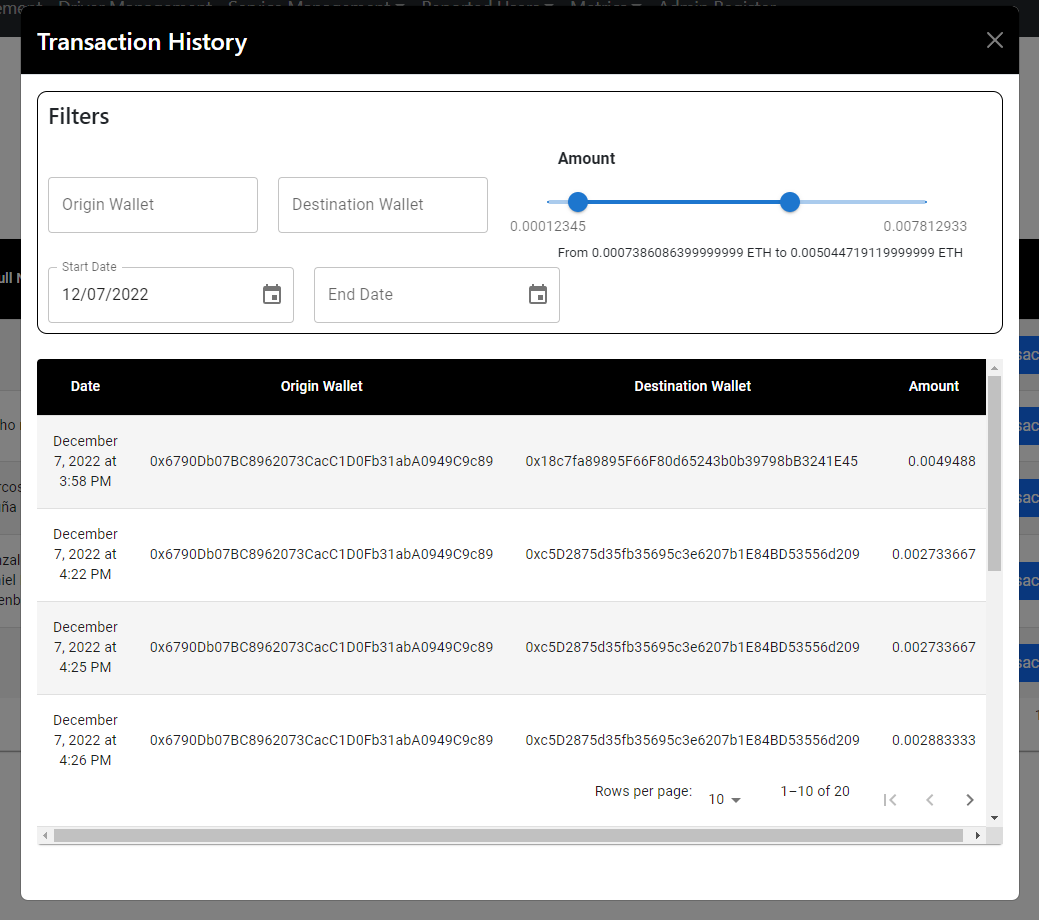 Transaction History
Filters
Amount
Origin Wallet
Destination Wallet
0.00012345
0.007812933
From 0.0007386086399999999 ETH to 0.005044719119999999 ETH
Start Date
12/07/2022
End Date
Date Origin Wallet Destination Wallet Amount
December
7, 2022 at
3:58 PM
0x6790Db07BC8962073CacC1D0Fb31abA0949C9c89
0x18c7fa89895F66F80d65243b0b39798bB3241E45
0.0049488
December
7, 2022 at
4:22 PM
0x6790Db07BC8962073CacC1D0Fb31abA0949C9c89
0xc5D2875d35fb35695c3e6207b1E84BD53556d209
0.002733667
December
7, 2022 at
4:25 PM
0x6790Db07BC8962073CacC1D0Fb31abA0949C9c89
0xc5D2875d35fb35695c3e6207b1E84BD53556d209
0.002733667
December
7, 2022 at
4:26 PM
0x6790Db07BC8962073CacC1D0Fb31abA0949C9c89
0xc5D2875d35fb35695c3e6207b1E84BD53556d209
0.002883333
Rows per page: 10 1–10 of 20